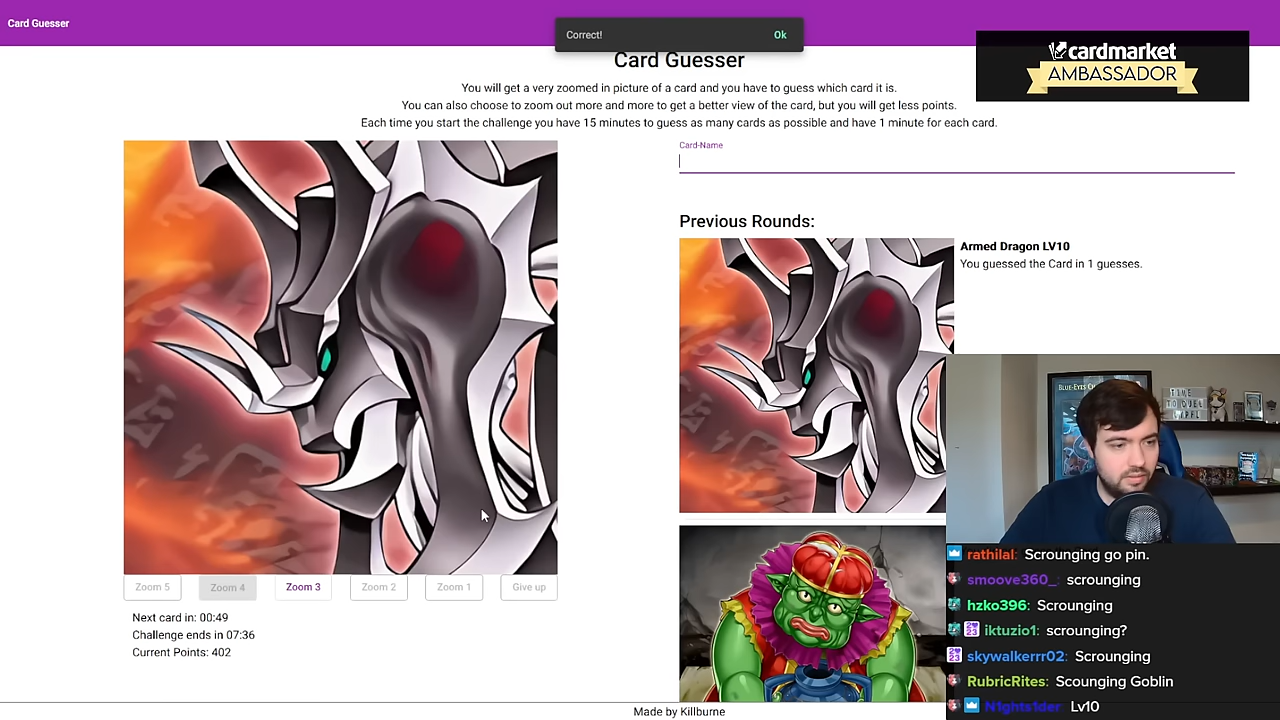 Card Guesser
Correct!
Ok
Card Guesser
You will get a very zoomed in picture of a card and you have to guess which card it is.
You can also choose to zoom out more and more to get a better view of the card, but you will get less points.
Each time you start the challenge you have 15 minutes to guess as many cards as possible and have 1 minute for each card.
cardmarket
AMBASSADOR
Card-Name
Previous Rounds:
Armed Dragon LV10
You guessed the Card in 1 guesses.
Zoom 5
Zoom 4
Zoom 3
Zoom 2
Zoom 1
Give up
Next card in: 00:49
Challenge ends in 07:36
Current Points: 402
BLUE-EYES
TIME
TO DUEL
rathilal: Scrounging go pin.
smoove360_: scrounging
hzko396: Scrounging
iktuzio1: scrounging?
skywalkerrr02: Scrounging
RubricRites: Scounging Goblin
N1ghts1der Lv10
Made by Killburne